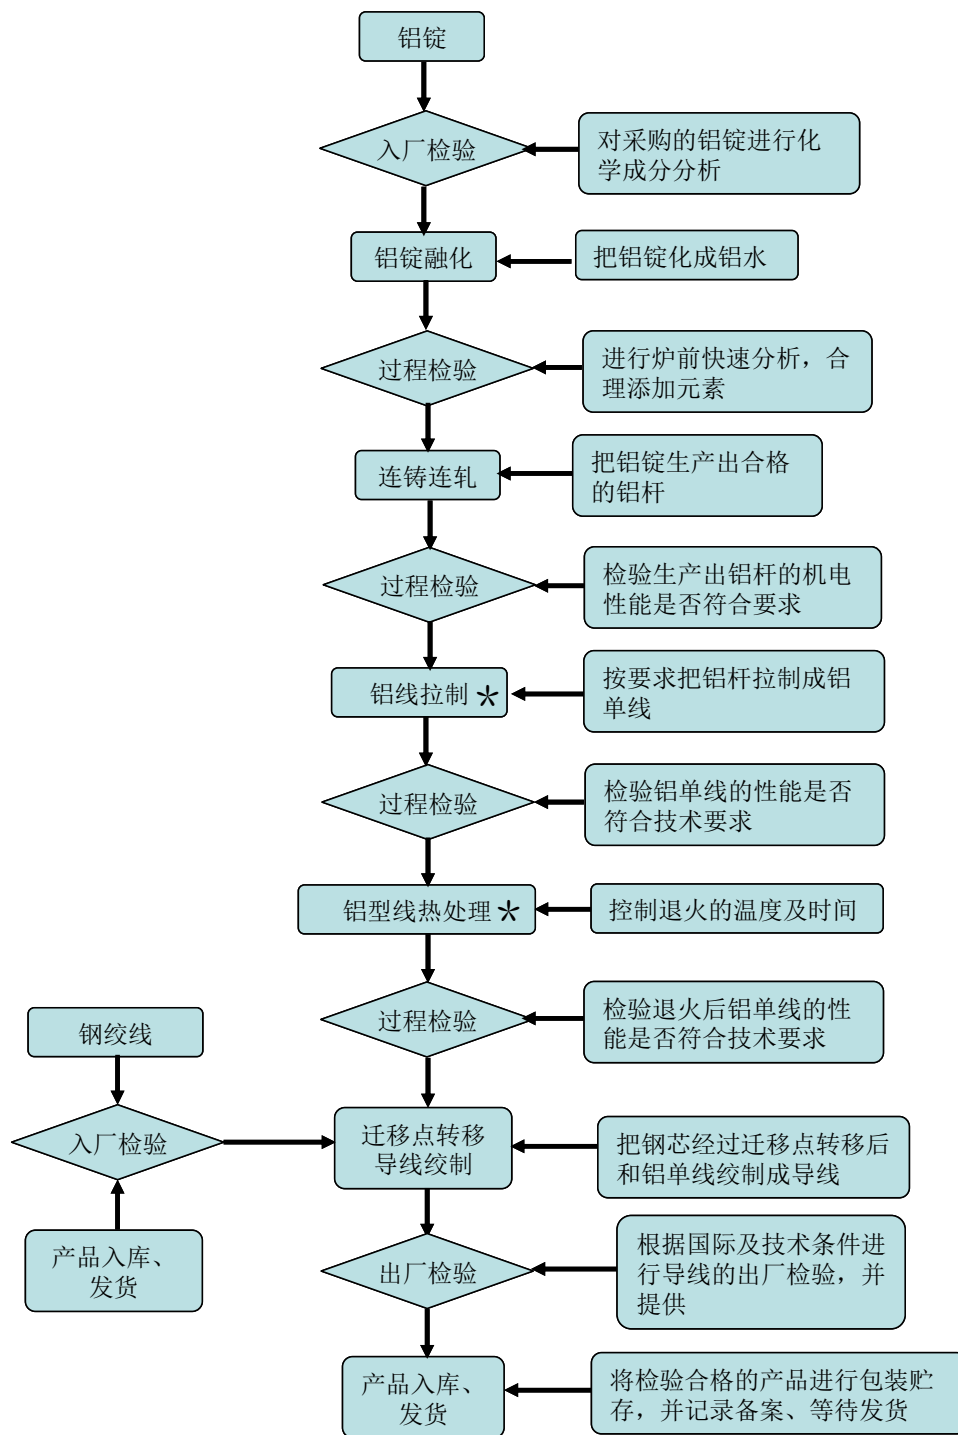 铝锭
入厂检验
对采购的铝锭进行化
学成分分析
铝锭融化
把铝锭化成铝水
过程检验
进行炉前快速分析，合
理添加元素
连铸连轧
把铝锭生产出合格
的铝杆
过程检验
检验生产出铝杆的机电
性能是否符合要求
铝线拉制＊
按要求把铝杆拉制成铝
单线
过程检验
检验铝单线的性能是否
符合技术要求
铝型线热处理＊
控制退火的温度及时间
过程检验
检验退火后铝单线的性
能是否符合技术要求
钢绞线
入厂检验
产品入库、
发货
迁移点转移
导线绞制
把钢芯经过迁移点转移后
和铝单线绞制成导线
出厂检验
根据国际及技术条件进
行导线的出厂检验，并
提供
产品入库、
发货
将检验合格的产品进行包装贮
存，并记录备案、等待发货